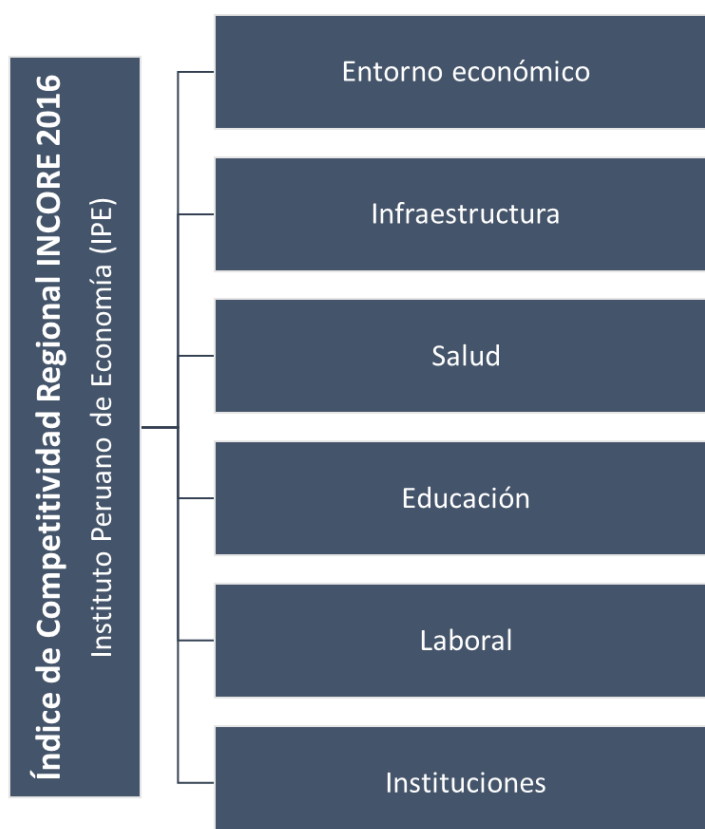 Índice de Competitividad Regional INCORE 2016
Instituto Peruano de Economía (IPE)
Entorno económico
Infraestructura
Salud
Educación
Laboral
Instituciones